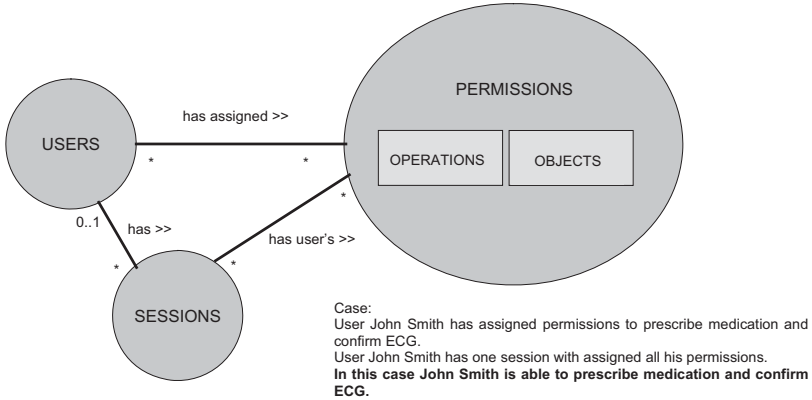 PERMISSIONS
has assigned >>
USERS
OPERATIONS
OBJECTS
*
*
*
0..1
has >>
has user's >>
*
*
SESSIONS
Case:
User John Smith has assigned permissions to prescribe medication and
confirm ECG.
User John Smith has one session with assigned all his permissions.
In this case John Smith is able to prescribe medication and confirm
ECG.